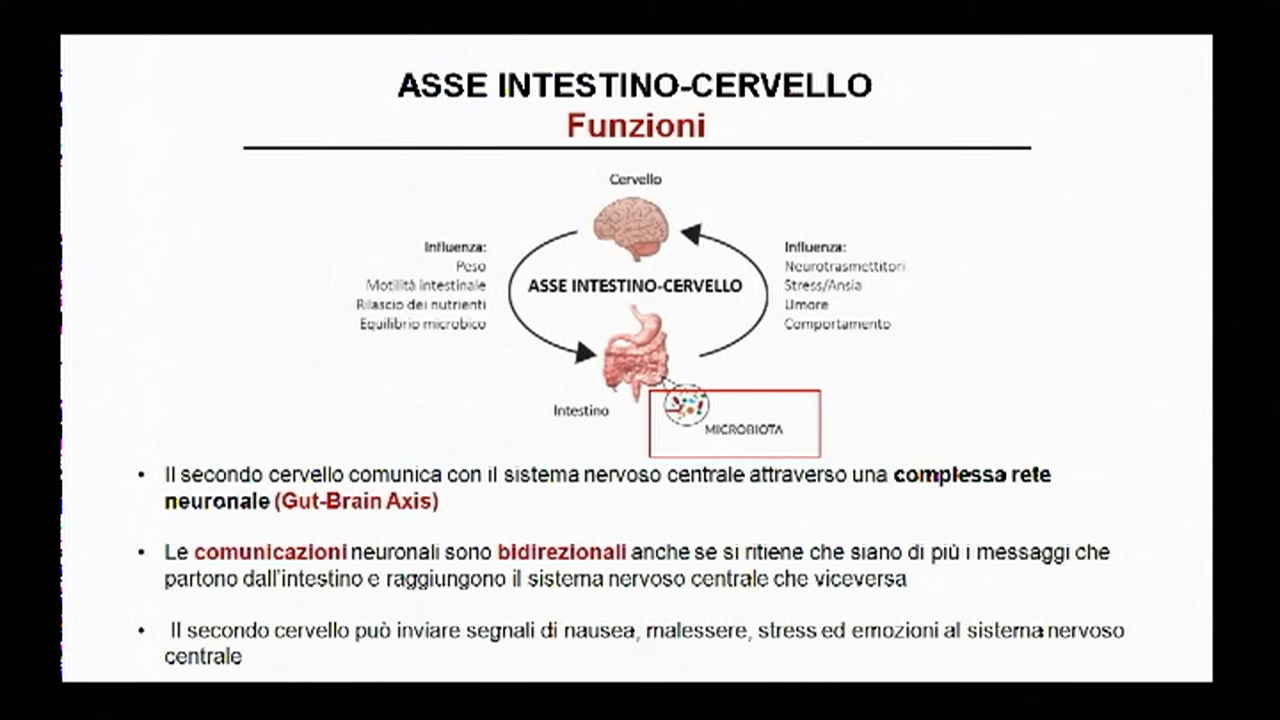 ASSE INTESTINO-CERVELLO
Funzioni
Cervello
Influenza:
Peso
Motilità intestinale
Rilascio dei nutrienti
Equilibrio microbico
ASSE INTESTINO-CERVELLO
Influenza:
Neurotrasmettitori
Stress/Ansia
Umore
Comportamento
Intestino
MICROBIOTA
• Il secondo cervello comunica con il sistema nervoso centrale attraverso una complessa rete
neuronale (Gut-Brain Axis)
• Le comunicazioni neuronali sono bidirezionali anche se si ritiene che siano di più i messaggi che
partono dall'intestino e raggiungono il sistema nervoso centrale che viceversa
• Il secondo cervello può inviare segnali di nausea, malessere, stress ed emozioni al sistema nervoso
centrale